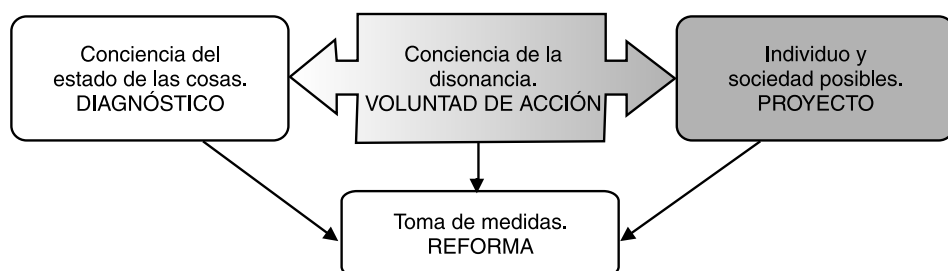 Conciencia del
estado de las cosas.
DIAGNÓSTICO
Conciencia de la
disonancia.
VOLUNTAD DE ACCIÓN
Individuo y
sociedad posibles.
PROYECTO
Toma de medidas.
REFORMA